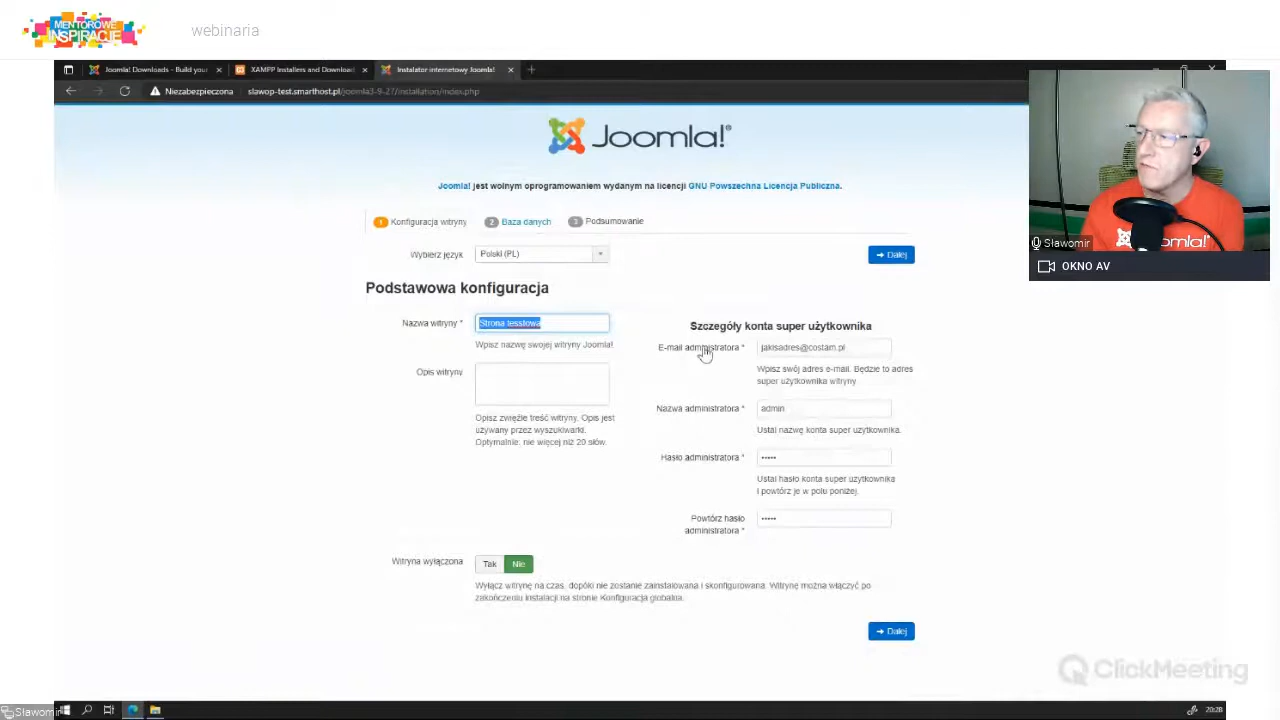 MENTOROWE
INSPIRACJE
webinaria
Joomla! Downloads - Build your
XAMPP Installers and Download
Instalator internetowy Joomla!
Niezabezpieczona
slawop-test.smarthost.pl/joomla3-9-27/installation/index.php
Joomla!®
Joomla! jest wolnym oprogramowaniem wydanym na licencji GNU Powszechna Licencja Publiczna.
1 Konfiguracja witryny
2 Baza danych
3 Podsumowanie
Wybierz język
Polski (PL)
Dalej
Podstawowa konfiguracja
Nazwa witryny *
Strona tesstowa
Wpisz nazwę swojej witryny Joomla!
Opis witryny
Opisz zwięźle treść witryny. Opis jest
używany przez wyszukiwarki.
Optymalnie: nie więcej niż 20 słów.
Szczegóły konta super użytkownika
E-mail administratora *
jakisadres@costam.pl
Wpisz swój adres e-mail. Będzie to adres
super użytkownika witryny
Nazwa administratora *
admin
Ustal nazwę konta super użytkownika.
Hasło administratora *
•••••
Ustal hasło konta super użytkownika
i powtórz je w polu poniżej.
Powtórz hasło
administratora *
•••••
Witryna wyłączona
Tak
Nie
Wyłącz witrynę na czas, dopóki nie zostanie zainstalowana i skonfigurowana. Witrynę można włączyć po
zakończeniu instalacji na stronie Konfiguracja globalna.
Dalej
Sławomir
OKNO AV
ClickMeeting
Sławomir
20:28